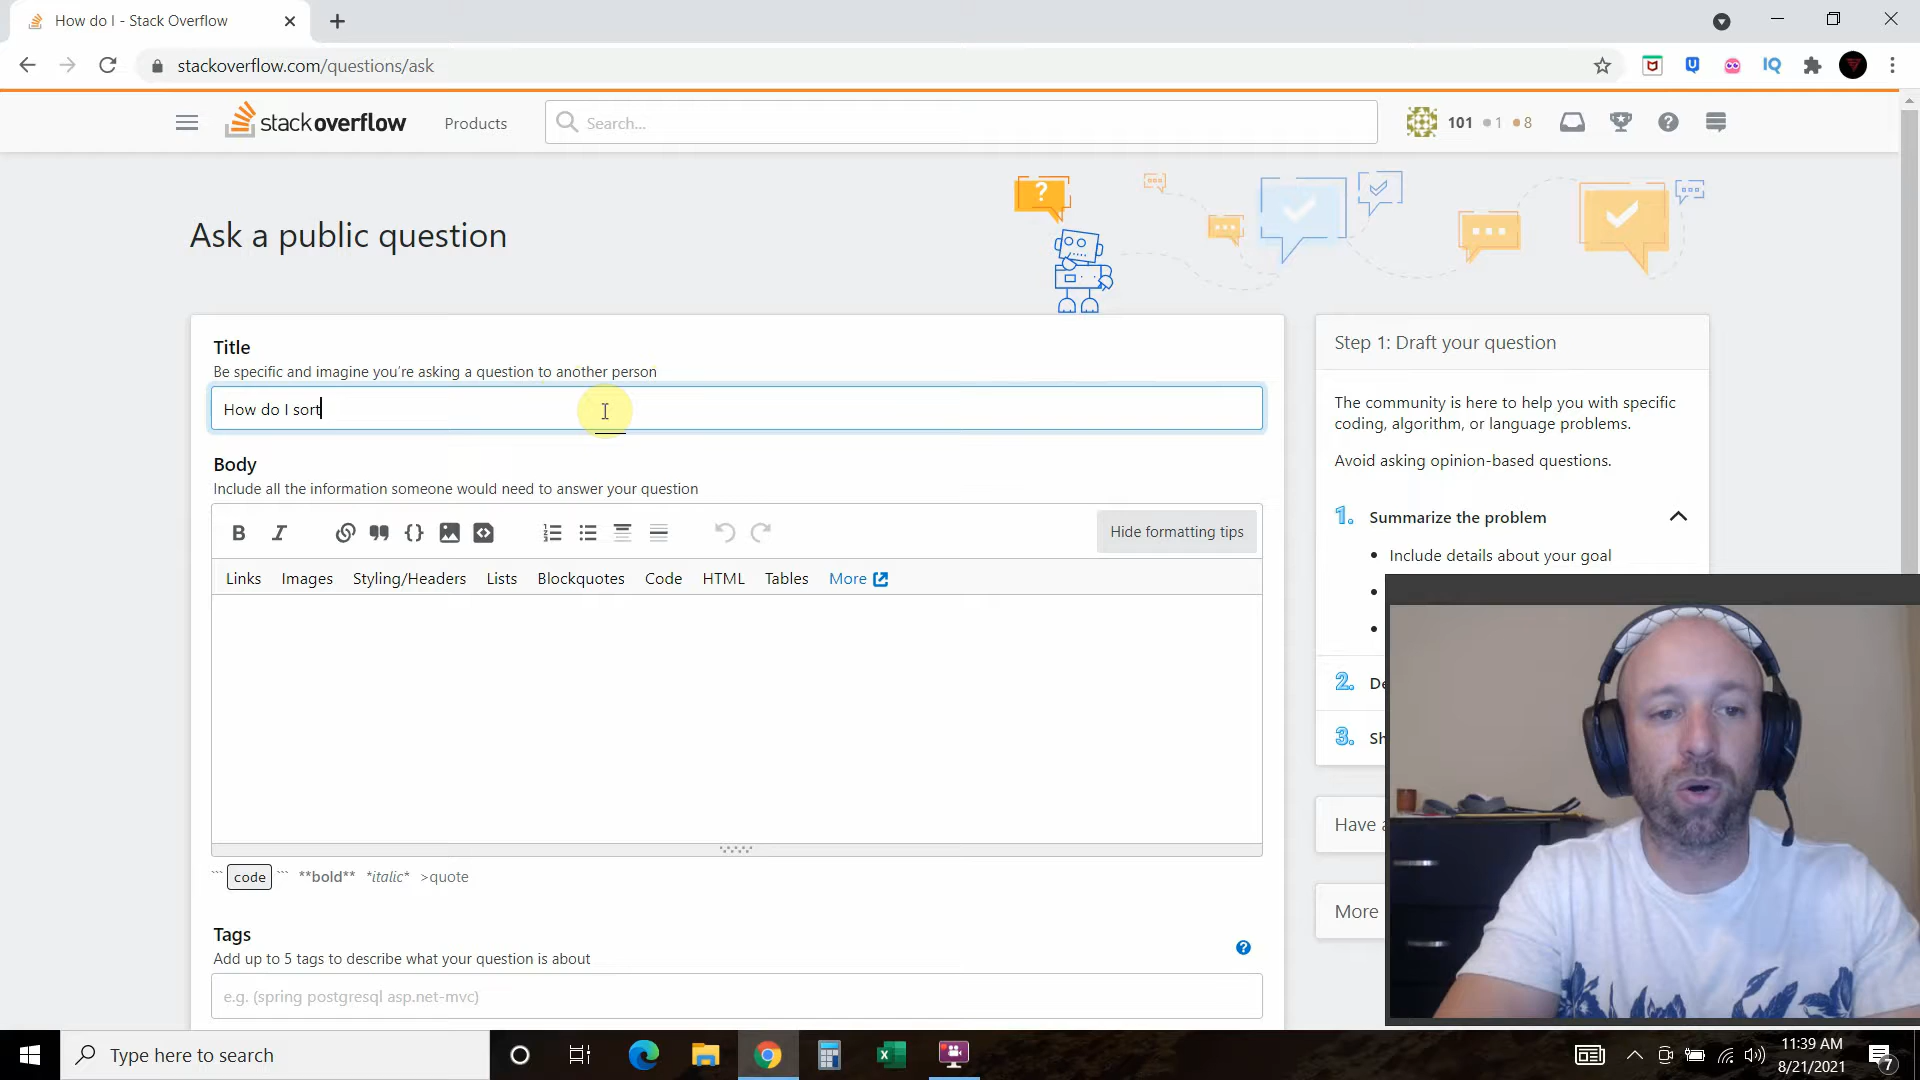 How do I - Stack Overflow
stackoverflow.com/questions/ask
IQ
stackoverflow
Products
Search...
101 1 8
?
Ask a public question
Title
Be specific and imagine you're asking a question to another person
How do I sort
Body
Include all the information someone would need to answer your question
B I
Hide formatting tips
Links Images Styling/Headers Lists Blockquotes Code HTML Tables More
``` code ``` **bold** *italic* >quote
Tags
Add up to 5 tags to describe what your question is about
e.g. (spring postgresql asp.net-mvc)
Step 1: Draft your question
The community is here to help you with specific
coding, algorithm, or language problems.
Avoid asking opinion-based questions.
1. Summarize the problem
Include details about your goal
2. De
3. Sh
Have a
More
Type here to search
11:39 AM
8/21/2021
7